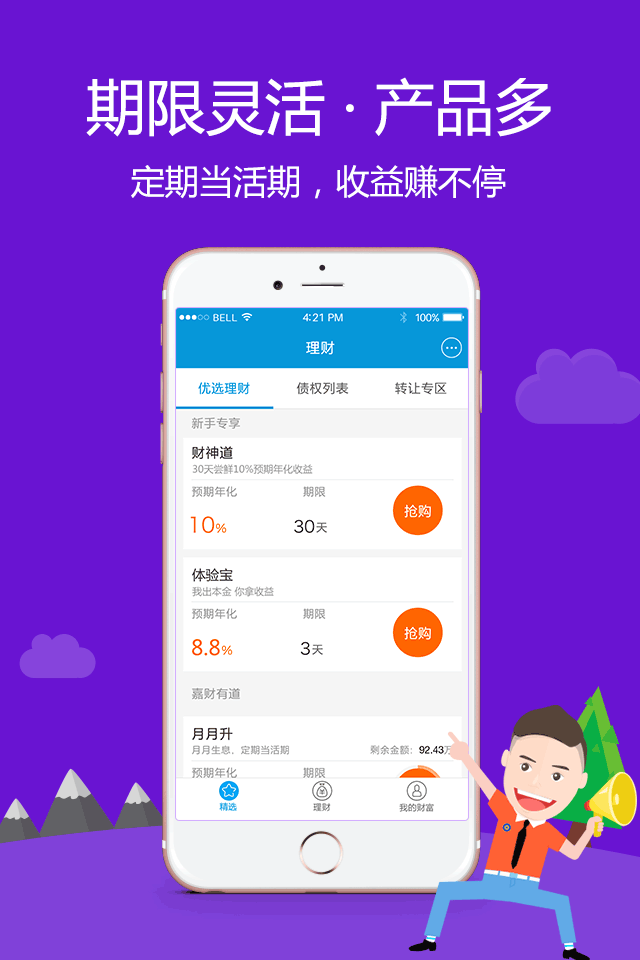 期限灵活·产品多
定期当活期，收益赚不停
BELL 4:21 PM 100%
理财
优选理财 债权列表 转让专区
新手专享
财神道
30天尝鲜10%预期年化收益
预期年化 期限
10% 30天 抢购
体验宝
我出本金 你拿收益
预期年化 期限
8.8% 3天 抢购
嘉财有道
月月升
月月生息，定期当活期 剩余金额：92.43万
预期年化 期限
精选 理财 我的财富